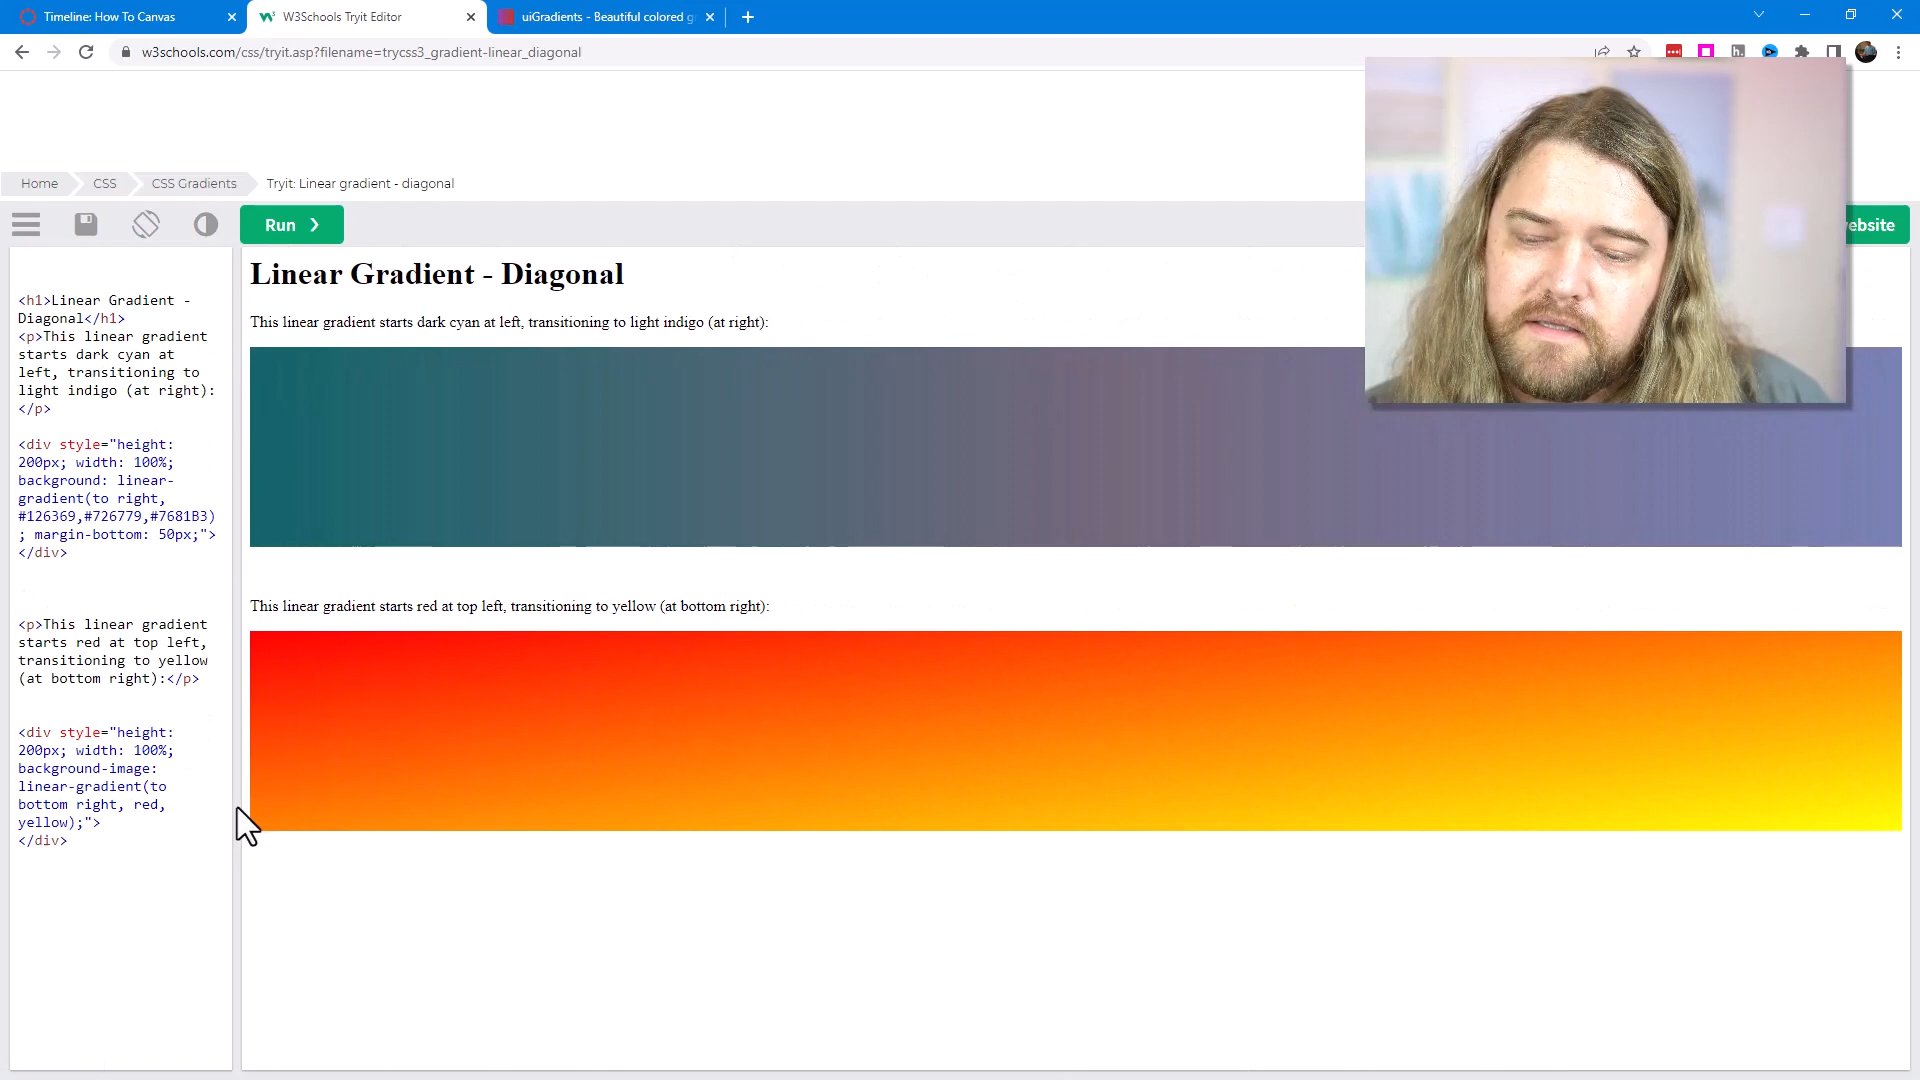 Timeline: How To Canvas
W3Schools Tryit Editor
uiGradients - Beautiful colored g
w3schools.com/css/tryit.asp?filename=trycss3_gradient-linear_diagonal
Home
CSS
CSS Gradients
Tryit: Linear gradient - diagonal
Run ❯
ebsite
<h1>Linear Gradient -
Diagonal</h1>
<p>This linear gradient
starts dark cyan at
left, transitioning to
light indigo (at right):
</p>
<div style="height:
200px; width: 100%;
background: linear-
gradient(to right,
#126369,#726779,#7681B3)
; margin-bottom: 50px;">
</div>
<p>This linear gradient
starts red at top left,
transitioning to yellow
(at bottom right):</p>
<div style="height:
200px; width: 100%;
background-image:
linear-gradient(to
bottom right, red,
yellow);">
</div>
Linear Gradient - Diagonal
This linear gradient starts dark cyan at left, transitioning to light indigo (at right):
This linear gradient starts red at top left, transitioning to yellow (at bottom right):